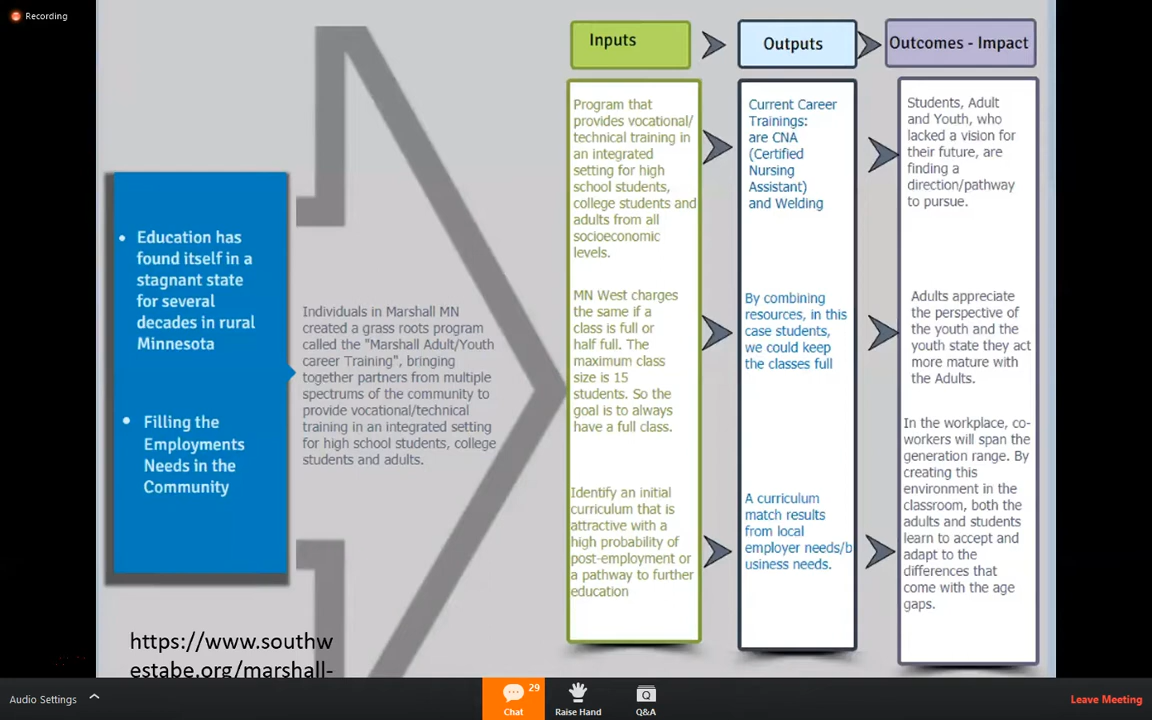 Recording
Inputs
Outputs
Outcomes - Impact
Education has
found itself in a
stagnant state
for several
decades in rural
Minnesota
Filling the
Employments
Needs in the
Community
Individuals in Marshall MN
created a grass roots program
called the "Marshall Adult/Youth
career Training", bringing
together partners from multiple
spectrums of the community to
provide vocational/technical
training in an integrated setting
for high school students, college
students and adults.
Program that
provides vocational/
technical training in
an integrated
setting for high
school students,
college students and
adults from all
socioeconomic
levels.
MN West charges
the same if a
class is full or
half full. The
maximum class
size is 15
students. So the
goal is to always
have a full class.
Identify an initial
curriculum that is
attractive with a
high probability of
post-employment or
a pathway to further
education
Current Career
Trainings:
are CNA
(Certified
Nursing
Assistant)
and Welding
By combining
resources, in this
case students,
we could keep
the classes full
A curriculum
match results
from local
employer needs/b
usiness needs.
Students, Adult
and Youth, who
lacked a vision for
their future, are
finding a
direction/pathway
to pursue.
Adults appreciate
the perspective of
the youth and the
youth state they act
more mature with
the Adults.
In the workplace, co-
workers will span the
generation range. By
creating this
environment in the
classroom, both the
adults and students
learn to accept and
adapt to the
differences that
come with the age
gaps.
https://www.southw
estabe.org/marshall-
Audio Settings
29
Chat
Raise Hand
Q
Q&A
Leave Meeting